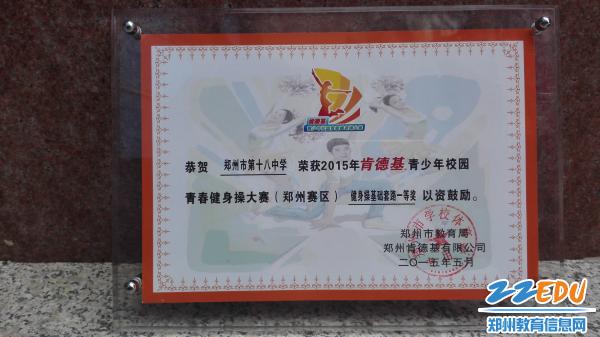 肯德基
恭贺 郑州市第十八中学 荣获2015年肯德基青少年校园
青春健身操大赛（郑州赛区） 健身操基础套路一等奖 以资鼓励。
郑州市教育局
郑州肯德基有限公司
二〇一五年五月
22EDU
郑州教育信息网